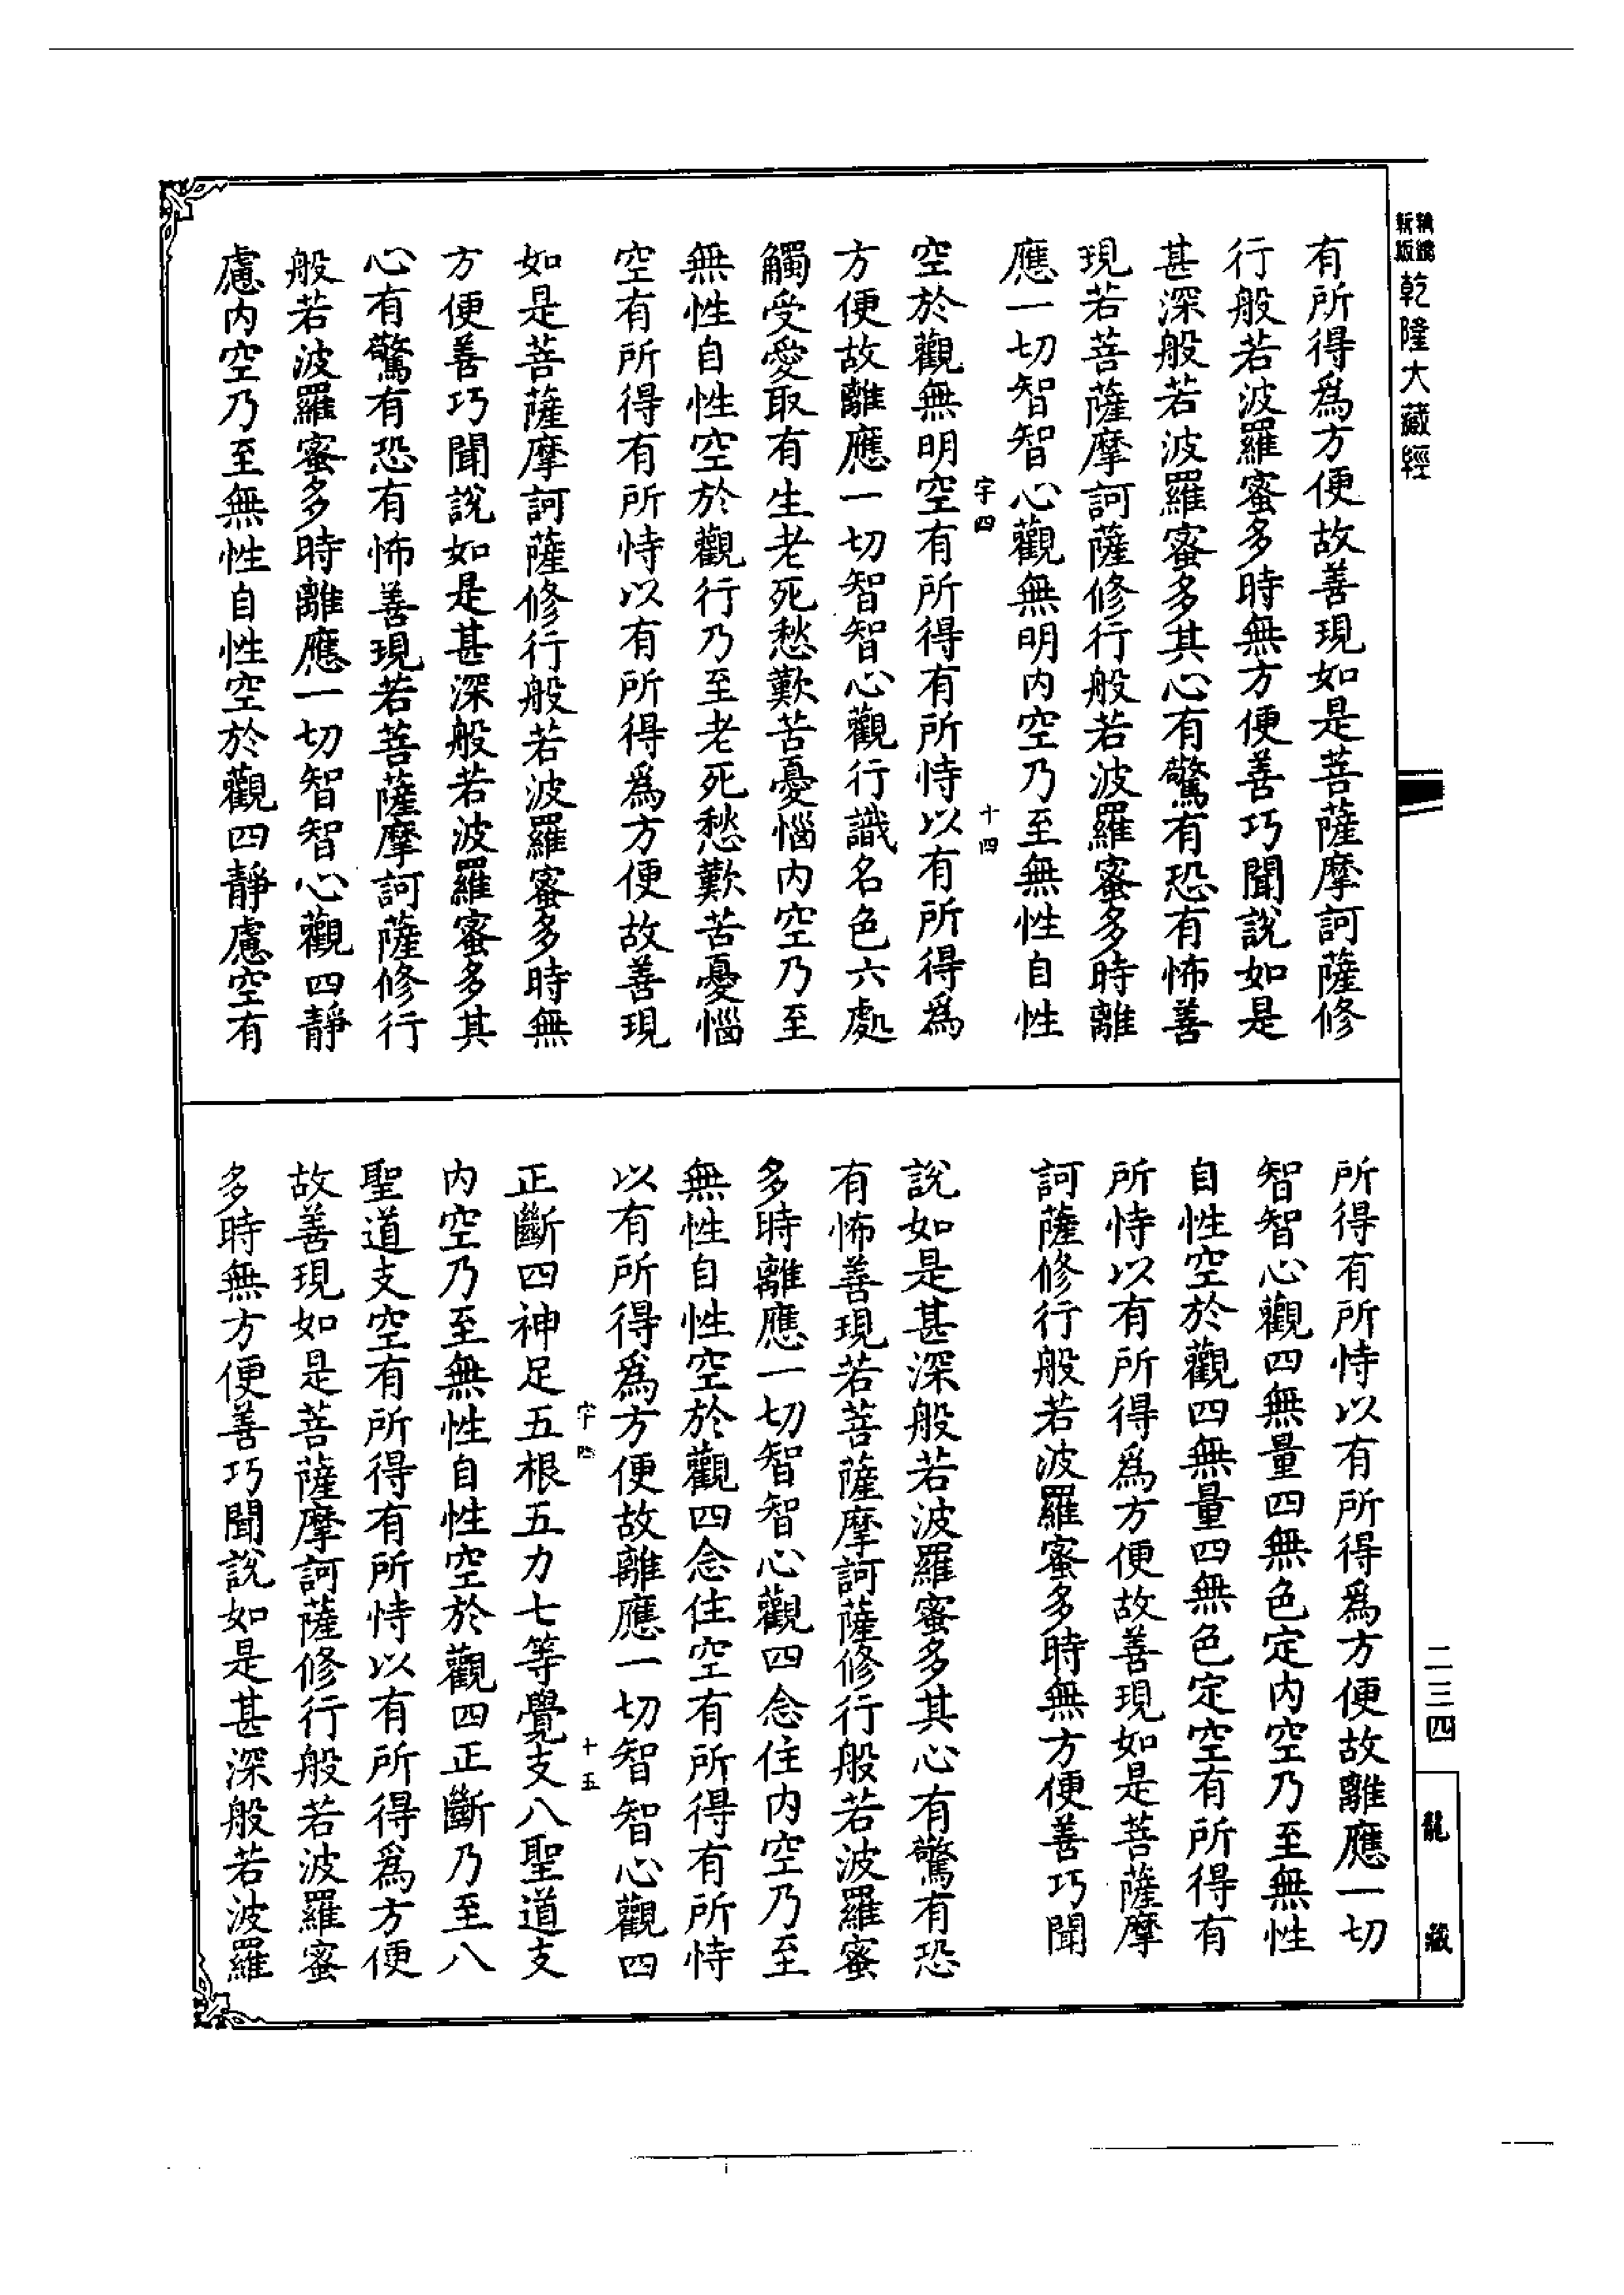 新版精縮
乾隆大藏經
有所得爲方便故善現如是菩薩摩訶薩修
行般若波羅蜜多時無方便善巧聞說如是
甚深般若波羅蜜多其心有驚有恐有怖善
現若菩薩摩訶薩修行般若波羅蜜多時離
應一切智智心觀無明內空乃至無性自性
字四
十四
空於觀無明空有所得有所恃以有所得爲
方便故離應一切智智心觀行識名色六處
觸受愛取有生老死愁歎苦憂惱內空乃至
無性自性空於觀行乃至老死愁歎苦憂惱
空有所得有所恃以有所得爲方便故善現
如是菩薩摩訶薩修行般若波羅蜜多時無
方便善巧聞說如是甚深般若波羅蜜多其
心有驚有恐有怖善現若菩薩摩訶薩修行
般若波羅蜜多時離應一切智智心觀四靜
慮內空乃至無性自性空於觀四靜慮空有
所得有所恃以有所得爲方便故離應一切
智智心觀四無量四無色定內空乃至無性
自性空於觀四無量四無色定空有所得有
所恃以有所得爲方便故善現如是菩薩摩
訶薩修行般若波羅蜜多時無方便善巧聞
說如是甚深般若波羅蜜多其心有驚有恐
有怖善現若菩薩摩訶薩修行般若波羅蜜
多時離應一切智智心觀四念住內空乃至
無性自性空於觀四念住空有所得有所恃
以有所得爲方便故離應一切智智心觀四
字四
十五
正斷四神足五根五力七等覺支八聖道支
內空乃至無性自性空於觀四正斷乃至八
聖道支空有所得有所恃以有所得爲方便
故善現如是菩薩摩訶薩修行般若波羅蜜
多時無方便善巧聞說如是甚深般若波羅
二三四
龍藏